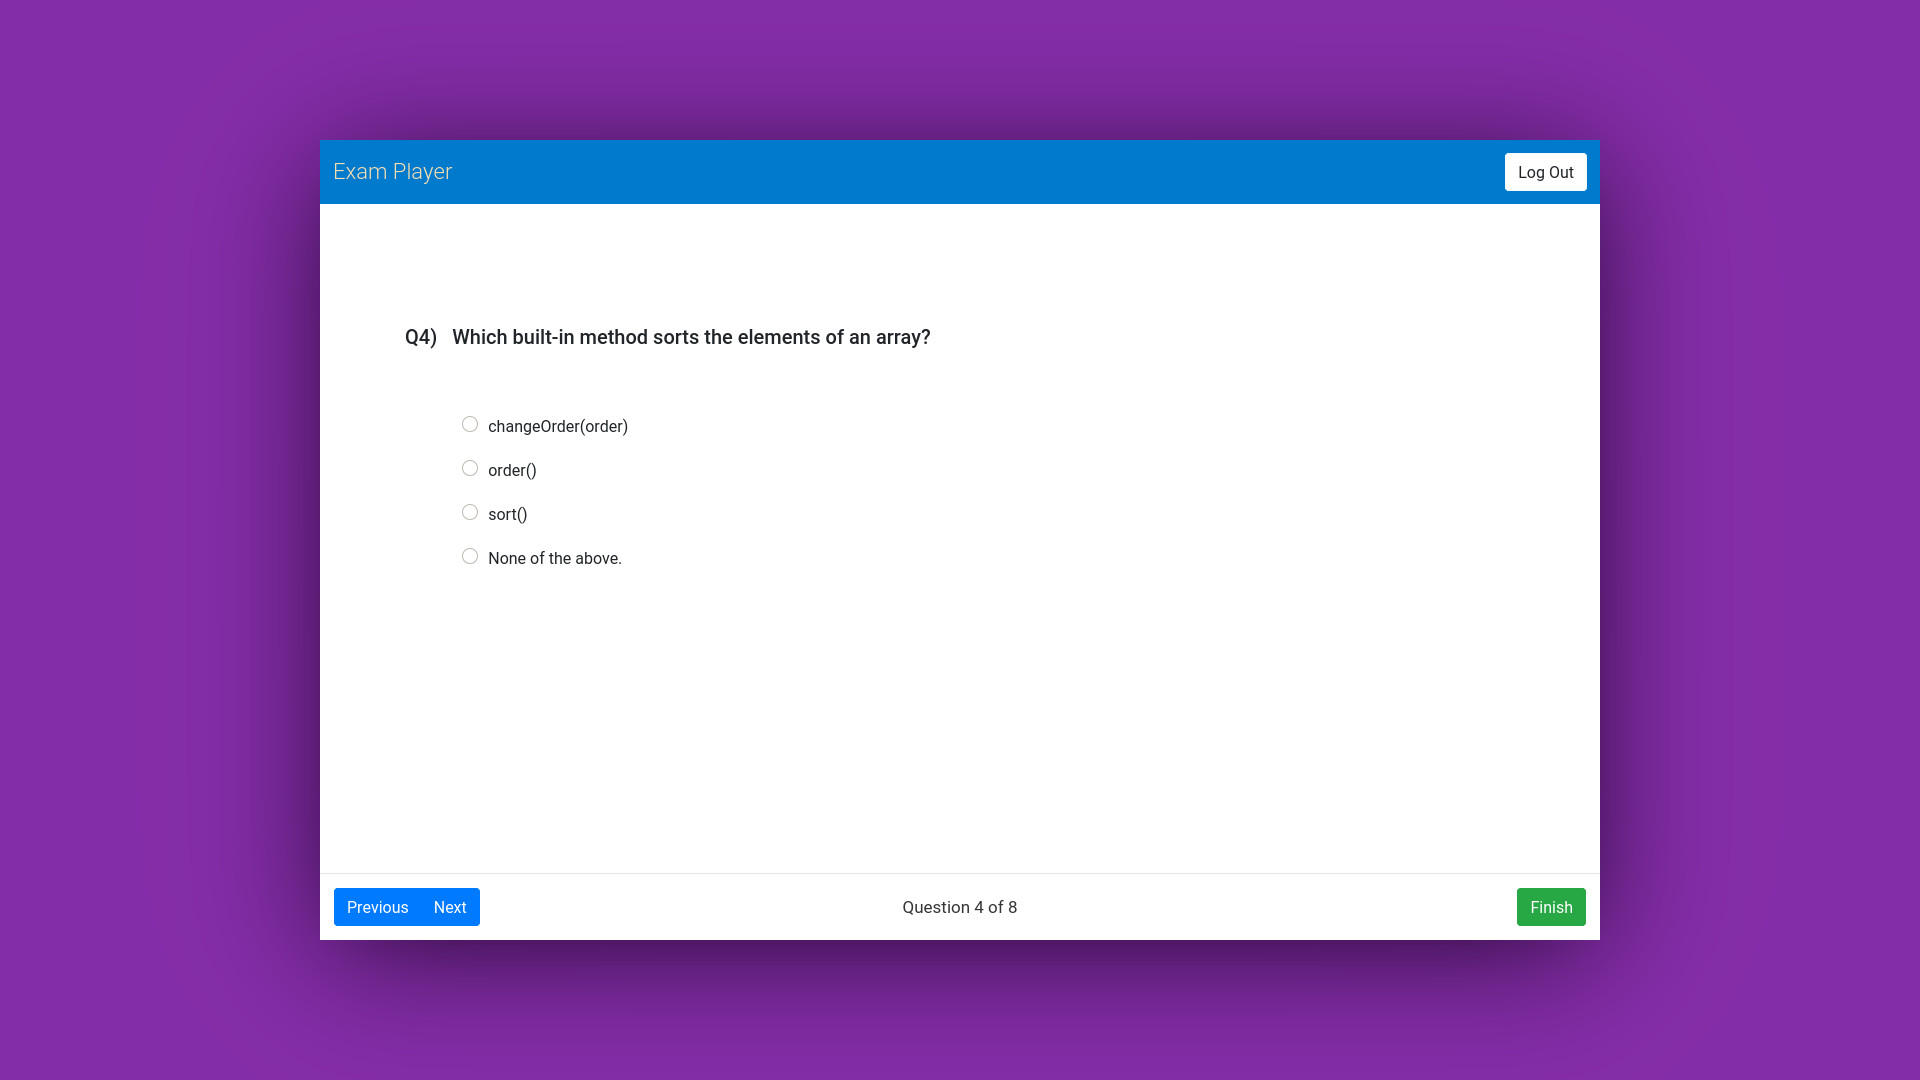 Exam Player
Log Out
Q4) Which built-in method sorts the elements of an array?
changeOrder(order)
order()
sort()
None of the above.
Previous Next
Question 4 of 8
Finish